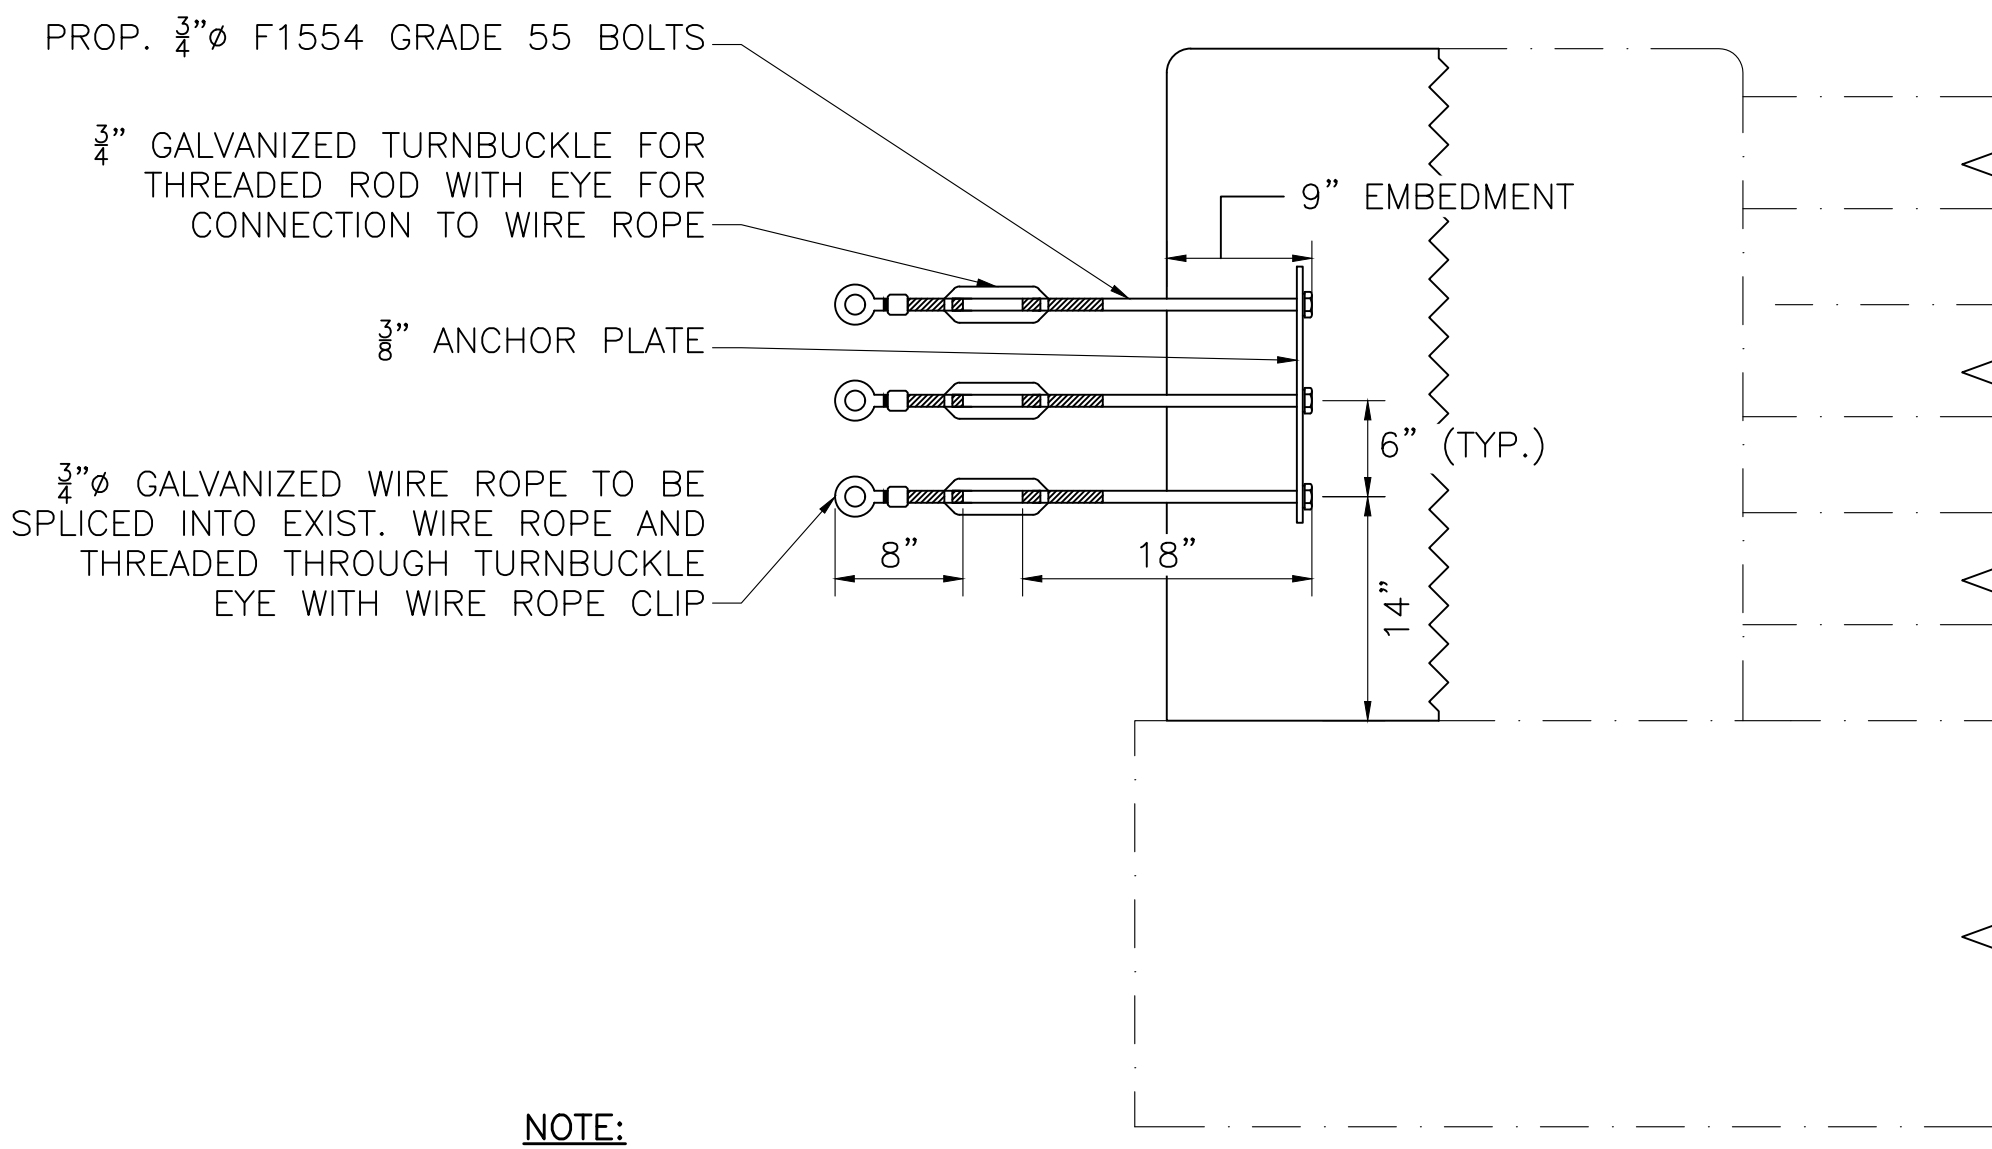 PROP. 3/4"ø F1554 GRADE 55 BOLTS
3/4" GALVANIZED TURNBUCKLE FOR
THREADED ROD WITH EYE FOR
CONNECTION TO WIRE ROPE
9" EMBEDMENT
3/8" ANCHOR PLATE
6" (TYP.)
3/4"ø GALVANIZED WIRE ROPE TO BE
SPLICED INTO EXIST. WIRE ROPE AND
THREADED THROUGH TURNBUCKLE
EYE WITH WIRE ROPE CLIP
8"
18"
14"
NOTE: